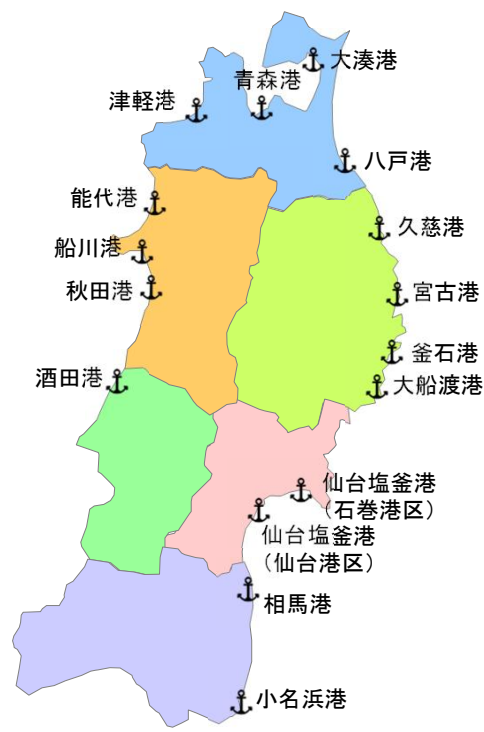 大湊港
青森港
津軽港
八戸港
能代港
久慈港
船川港
秋田港
宮古港
釜石港
酒田港
大船渡港
仙台塩釜港
（石巻港区）
仙台塩釜港
（仙台港区）
相馬港
小名浜港